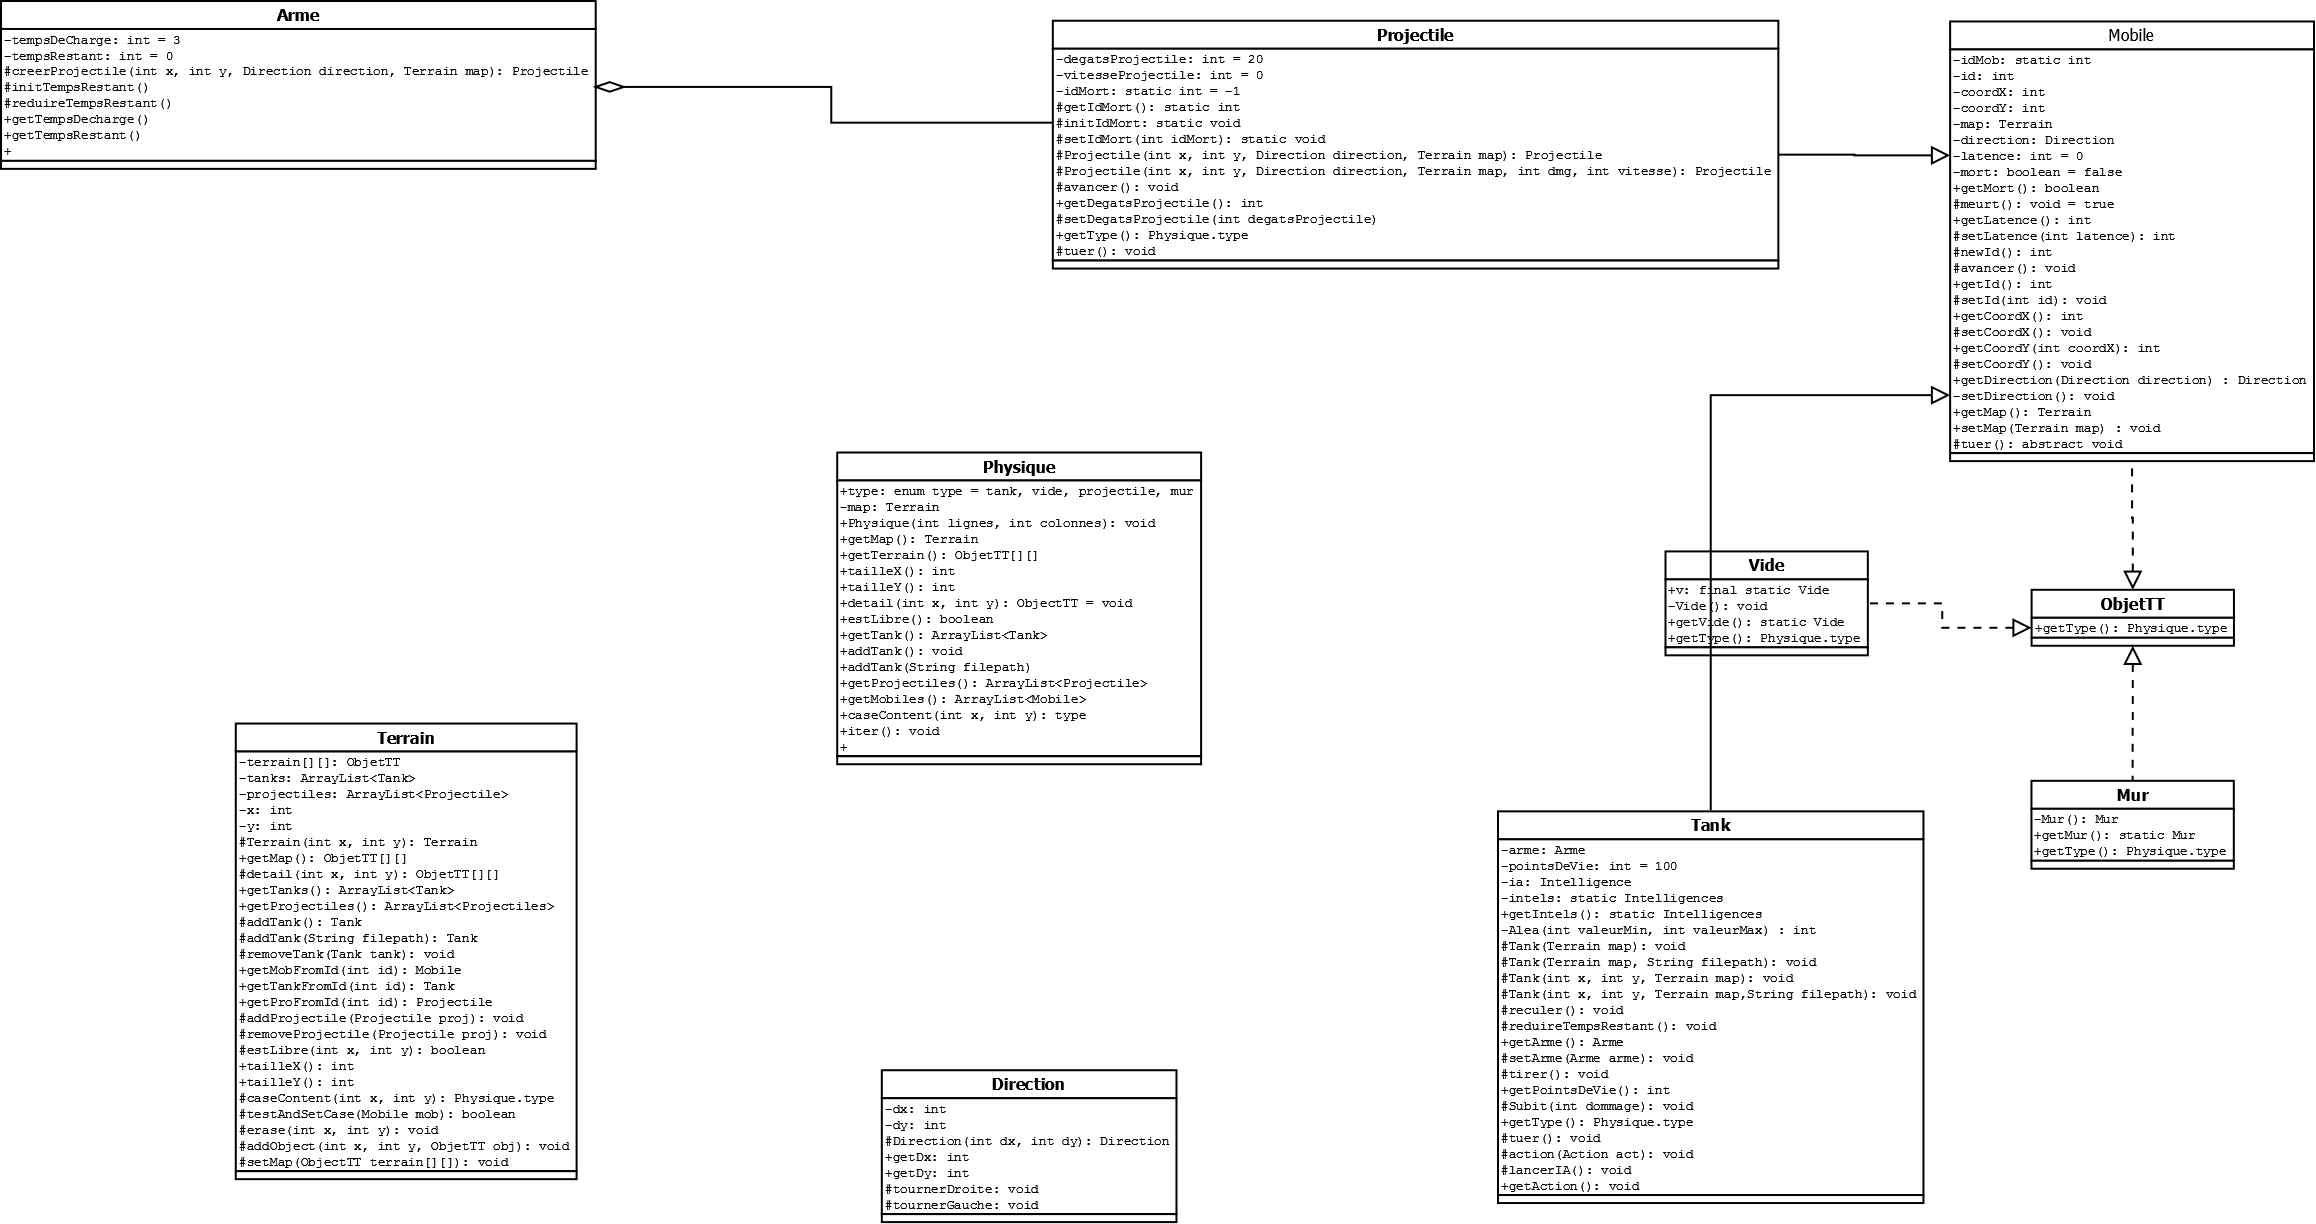 Arme
-tempsDeCharge: int = 3
-tempsRestant: int = 0
#creerProjectile(int x, int y, Direction direction, Terrain map): Projectile
#initTempsRestant()
#reduireTempsRestant()
+getTempsDecharge()
+getTempsRestant()
+
Projectile
-degatsProjectile: int = 20
-vitesseProjectile: int = 0
-idMort: static int = -1
#getIdMort(): static int
#initIdMort: static void
#setIdMort(int idMort): static void
#Projectile(int x, int y, Direction direction, Terrain map): Projectile
#Projectile(int x, int y, Direction direction, Terrain map, int dmg, int vitesse): Projectile
#avancer(): void
+getDegatsProjectile(): int
#setDegatsProjectile(int degatsProjectile)
+getType(): Physique.type
#tuer(): void
Mobile
-idMob: static int
-id: int
-coordX: int
-coordY: int
-map: Terrain
-direction: Direction
-latence: int = 0
-mort: boolean = false
+getMort(): boolean
#meurt(): void = true
+getLatence(): int
#setLatence(int latence): int
#newId(): int
#avancer(): void
+getId(): int
#setId(int id): void
+getCoordX(): int
#setCoordX(): void
+getCoordY(int coordX): int
#setCoordY(): void
+getDirection(Direction direction) : Direction
-setDirection(): void
+getMap(): Terrain
+setMap(Terrain map) : void
#tuer(): abstract void
Physique
+type: enum type = tank, vide, projectile, mur
-map: Terrain
+Physique(int lignes, int colonnes): void
+getMap(): Terrain
+getTerrain(): ObjetTT[][]
+tailleX(): int
+tailleY(): int
+detail(int x, int y): ObjectTT = void
+estLibre(): boolean
+getTank(): ArrayList<Tank>
+addTank(): void
+addTank(String filepath)
+getProjectiles(): ArrayList<Projectile>
+getMobiles(): ArrayList<Mobile>
+caseContent(int x, int y): type
+iter(): void
+
Vide
+v: final static Vide
-Vide(): void
+getVide(): static Vide
+getType(): Physique.type
ObjetTT
+getType(): Physique.type
Terrain
-terrain[][]: ObjetTT
-tanks: ArrayList<Tank>
-projectiles: ArrayList<Projectile>
-x: int
-y: int
#Terrain(int x, int y): Terrain
+getMap(): ObjetTT[][]
#detail(int x, int y): ObjetTT[][]
+getTanks(): ArrayList<Tank>
+getProjectiles(): ArrayList<Projectiles>
#addTank(): Tank
#addTank(String filepath): Tank
#removeTank(Tank tank): void
+getMobFromId(int id): Mobile
+getTankFromId(int id): Tank
+getProFromId(int id): Projectile
#addProjectile(Projectile proj): void
#removeProjectile(Projectile proj): void
#estLibre(int x, int y): boolean
+tailleX(): int
+tailleY(): int
#caseContent(int x, int y): Physique.type
#testAndSetCase(Mobile mob): boolean
#erase(int x, int y): void
#addObject(int x, int y, ObjetTT obj): void
#setMap(ObjectTT terrain[][]): void
Mur
-Mur(): Mur
+getMur(): static Mur
+getType(): Physique.type
Tank
-arme: Arme
-pointsDeVie: int = 100
-ia: Intelligence
-intels: static Intelligences
+getIntels(): static Intelligences
-Alea(int valeurMin, int valeurMax) : int
#Tank(Terrain map): void
#Tank(Terrain map, String filepath): void
#Tank(int x, int y, Terrain map): void
#Tank(int x, int y, Terrain map,String filepath): void
#reculer(): void
#reduireTempsRestant(): void
+getArme(): Arme
#setArme(Arme arme): void
#tirer(): void
+getPointsDeVie(): int
#Subit(int dommage): void
+getType(): Physique.type
#tuer(): void
#action(Action act): void
#lancerIA(): void
+getAction(): void
Direction
-dx: int
-dy: int
#Direction(int dx, int dy): Direction
+getDx: int
+getDy: int
#tournerDroite: void
#tournerGauche: void